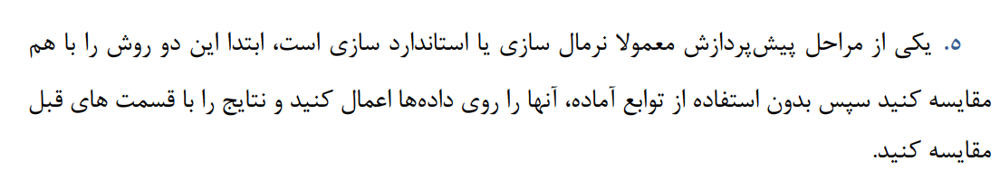 ۵. یکی از مراحل پیش‌پردازش معمولا نرمال سازی یا استاندارد سازی است، ابتدا این دو روش را با هم
مقایسه کنید سپس بدون استفاده از توابع آماده، آنها را روی داده‌ها اعمال کنید و نتایج را با قسمت های قبل
مقایسه کنید.